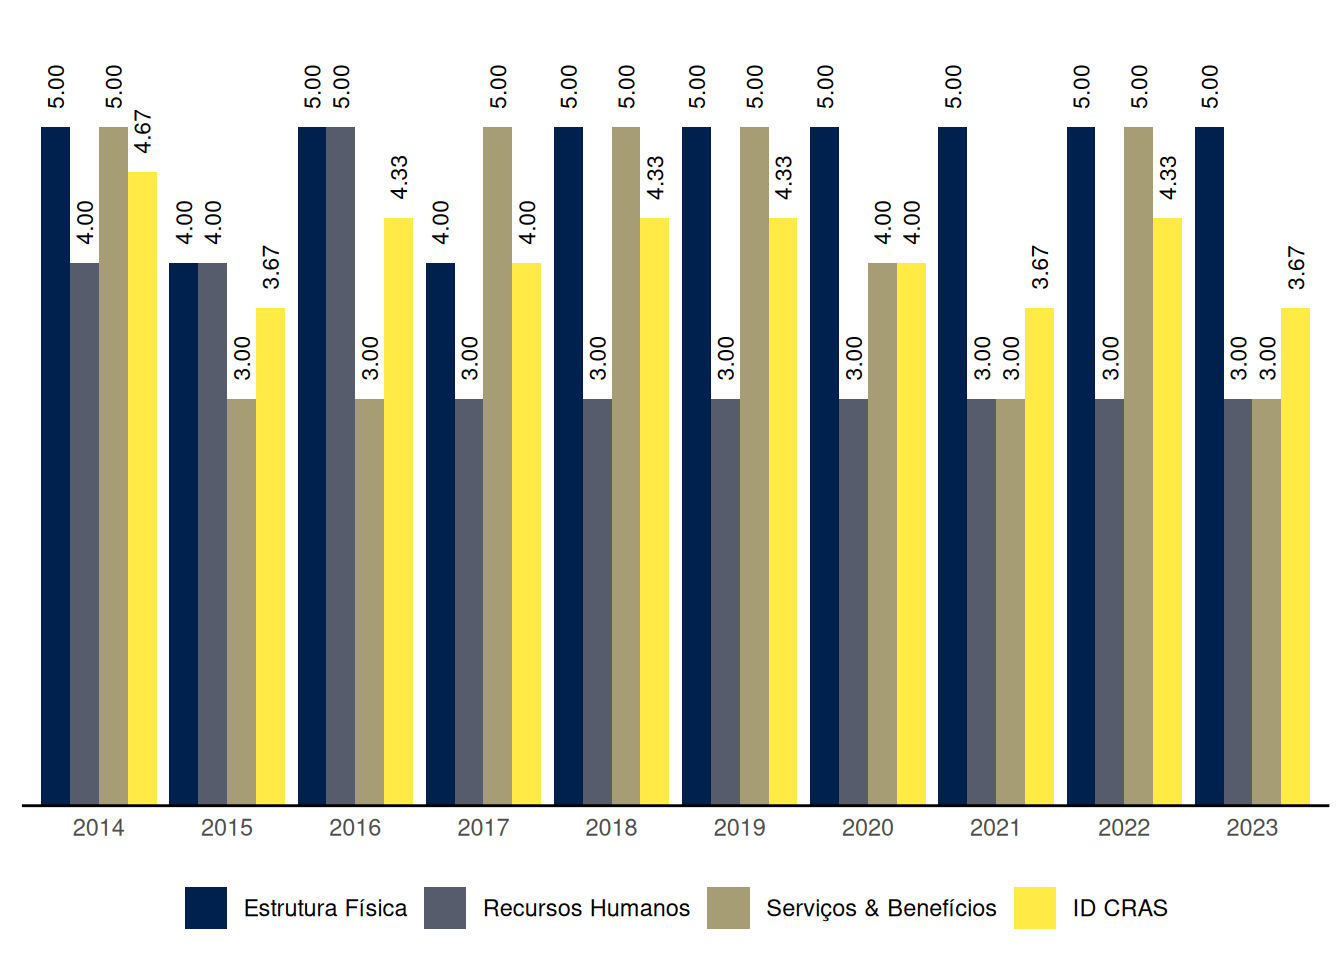 5.00 4.00 5.00 4.67 4.00 4.00 3.00 3.67 5.00 5.00 3.00 4.33 4.00 3.00 5.00 4.00 5.00 3.00 5.00 4.33 5.00 3.00 5.00 4.33 5.00 3.00 4.00 4.00 5.00 3.00 3.00 3.67 5.00 3.00 5.00 4.33 5.00 3.00 3.00 3.67
2014 2015 2016 2017 2018 2019 2020 2021 2022 2023
Estrutura Física Recursos Humanos Serviços & Benefícios ID CRAS